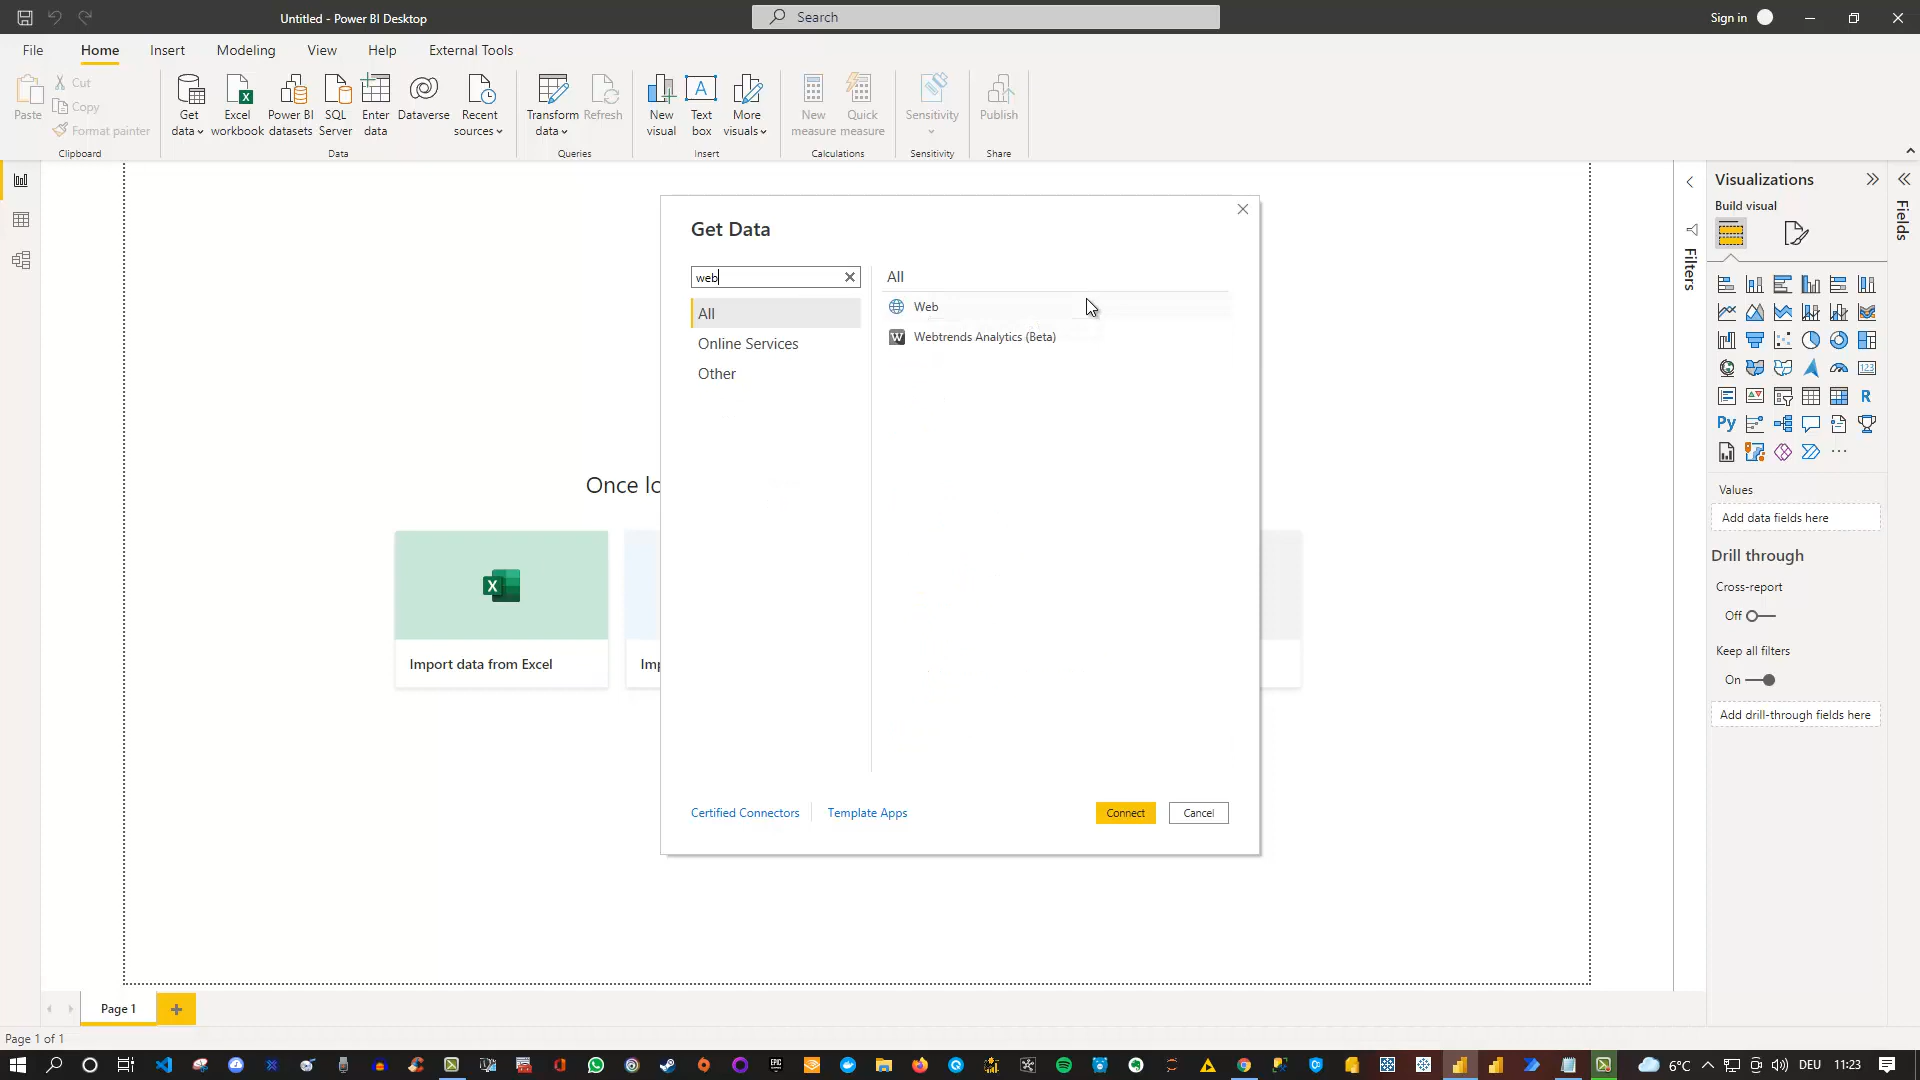 Untitled - Power BI Desktop
Search
Sign in
File
Home
Insert
Modeling
View
Help
External Tools
Paste
Cut
Copy
Format painter
Clipboard
Get data
Excel workbook
Power BI datasets
SQL Server
Enter data
Dataverse
Recent sources
Data
Transform data
Refresh
Queries
New visual
Text box
More visuals
Insert
New measure
Quick measure
Calculations
Sensitivity
Sensitivity
Publish
Share
Once lo
Import data from Excel
Imp
Get Data
web
All
Online Services
Other
All
Web
Webtrends Analytics (Beta)
Certified Connectors
Template Apps
Connect
Cancel
Filters
Visualizations
Build visual
Values
Add data fields here
Drill through
Cross-report
Off
Keep all filters
On
Add drill-through fields here
Fields
Page 1
Page 1 of 1
6°C
DEU
11:23